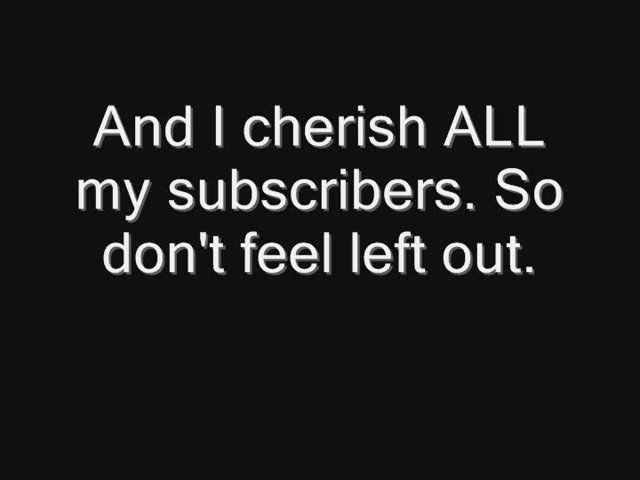 And I cherish ALL
my subscribers. So
don't feel left out.